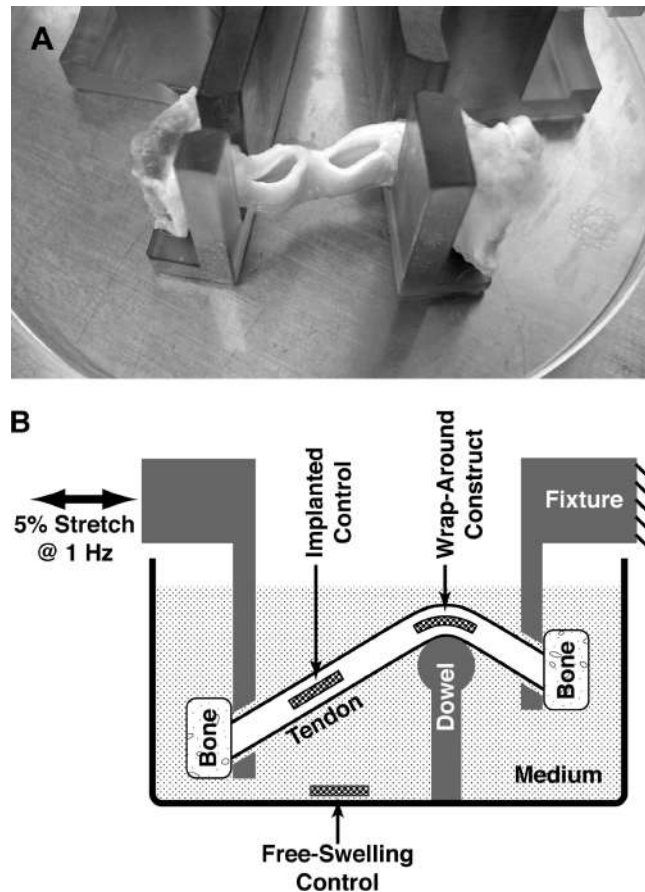 A
B
5% Stretch
@ 1 Hz
Implanted
Control
Wrap-Around
Construct
Fixture
Bone
Tendon
Dowel
Bone
Medium
Free-Swelling
Control